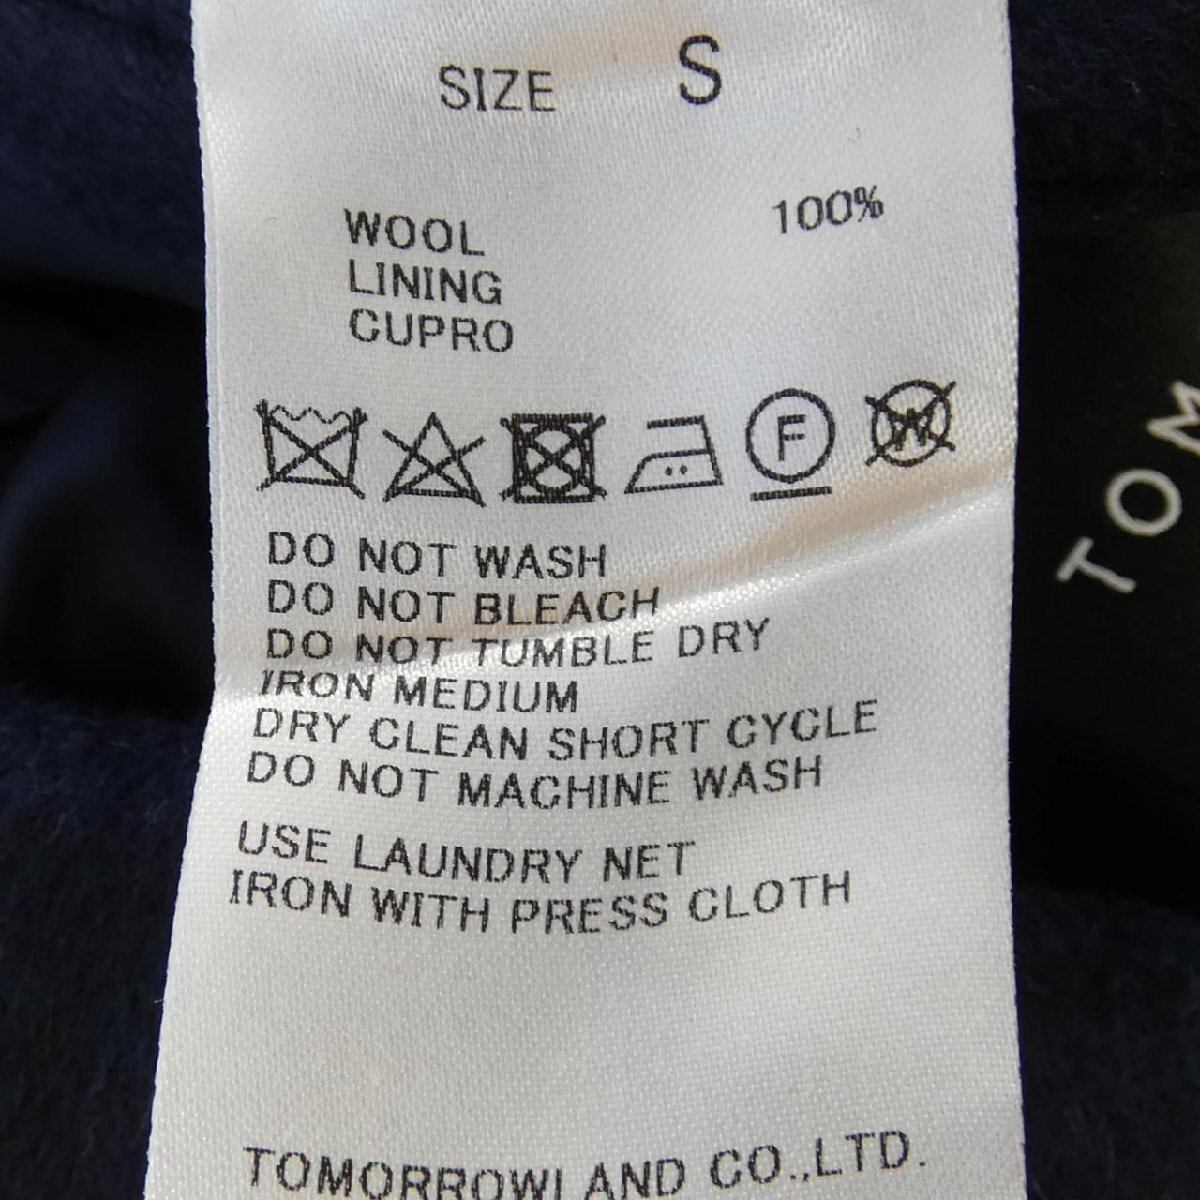 SIZE S
WOOL 100%
LINING
CUPRO
F W
DO NOT WASH
DO NOT BLEACH
DO NOT TUMBLE DRY
IRON MEDIUM
DRY CLEAN SHORT CYCLE
DO NOT MACHINE WASH
USE LAUNDRY NET
IRON WITH PRESS CLOTH
TOMORROWLAND CO.,LTD.
TOM